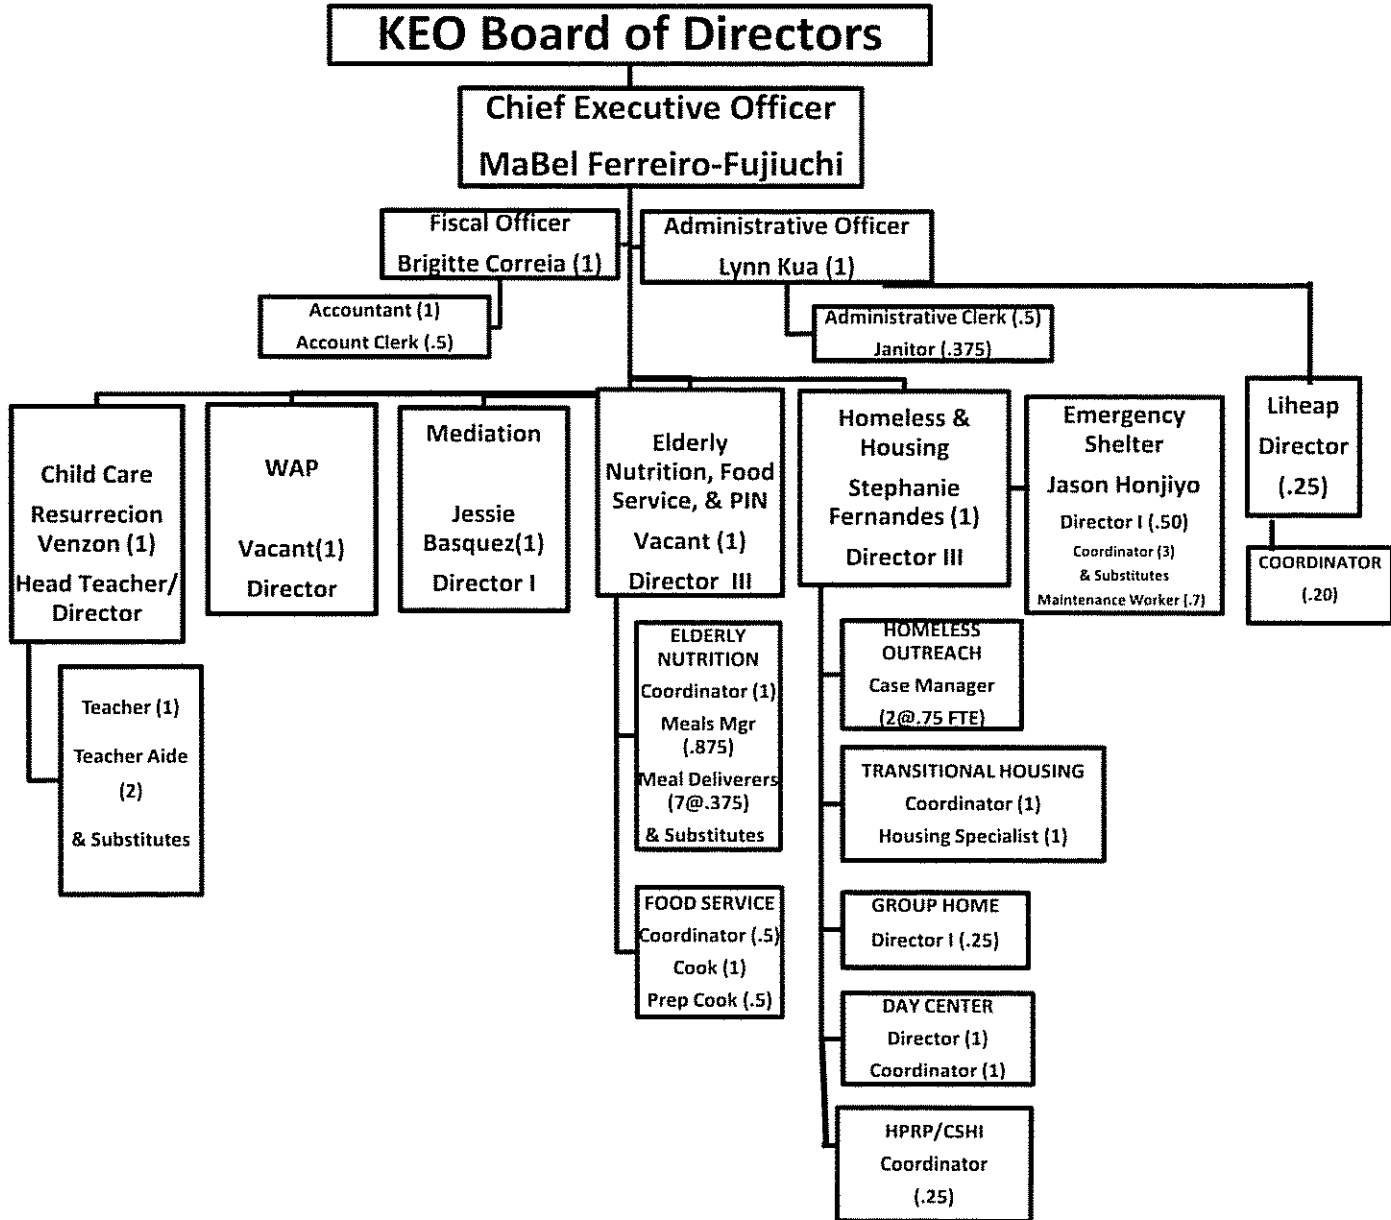 KEO Board of Directors
Chief Executive Officer
MaBel Ferreiro-Fujiuchi
Fiscal Officer
Brigitte Correia (1)
Administrative Officer
Lynn Kua (1)
Accountant (1)
Account Clerk (.5)
Administrative Clerk (.5)
Janitor (.375)
Child Care
Resurrecion
Venzon (1)
Head Teacher/
Director
WAP
Vacant(1)
Director
Mediation
Jessie
Basquez(1)
Director I
Elderly
Nutrition, Food
Service, & PIN
Vacant (1)
Director III
Homeless &
Housing
Stephanie
Fernandes (1)
Director III
Emergency
Shelter
Jason Honjiyo
Director I (.50)
Coordinator (3)
& Substitutes
Maintenance Worker (.7)
Liheap
Director
(.25)
COORDINATOR
(.20)
Teacher (1)
Teacher Aide
(2)
& Substitutes
ELDERLY
NUTRITION
Coordinator (1)
Meals Mgr
(.875)
Meal Deliverers
(7@.375)
& Substitutes
FOOD SERVICE
Coordinator (.5)
Cook (1)
Prep Cook (.5)
HOMELESS
OUTREACH
Case Manager
(2@.75 FTE)
TRANSITIONAL HOUSING
Coordinator (1)
Housing Specialist (1)
GROUP HOME
Director I (.25)
DAY CENTER
Director (1)
Coordinator (1)
HPRP/CSHI
Coordinator
(.25)